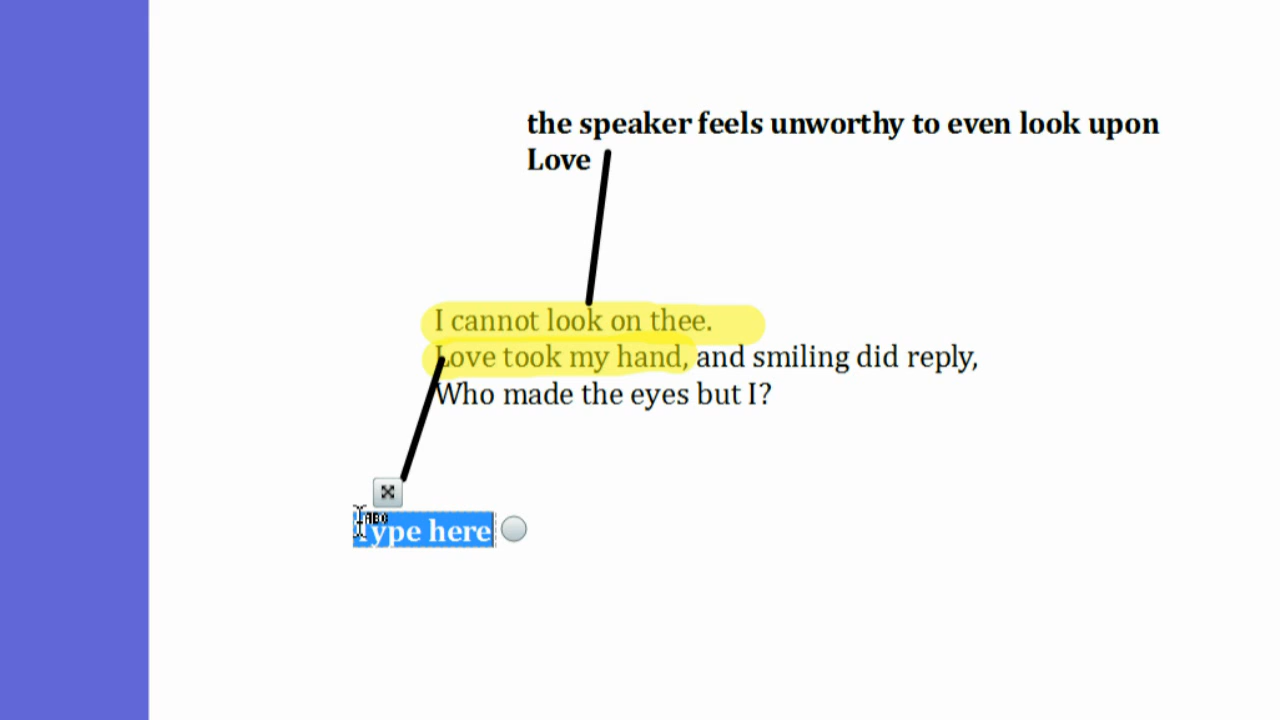 the speaker feels unworthy to even look upon
Love
I cannot look on thee.
Love took my hand, and smiling did reply,
Who made the eyes but I?
Type here